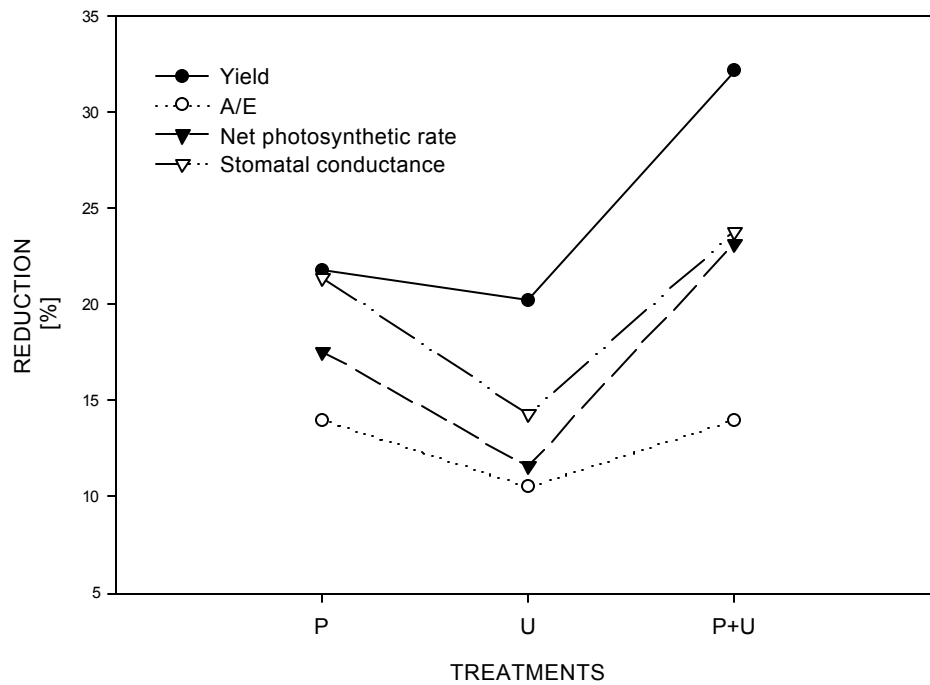 35
30
25
20
15
10
5
REDUCTION
[%]
Yield
A/E
Net photosynthetic rate
Stomatal conductance
P
U
P+U
TREATMENTS